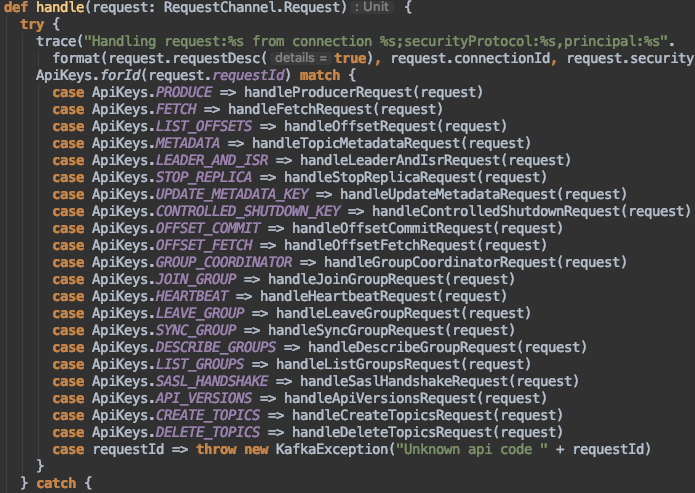 def handle(request: RequestChannel.Request) : Unit {
try {
trace("Handling request:%s from connection %s;securityProtocol:%s,principal:%s".
format(request.requestDesc( details = true), request.connectionId, request.security
ApiKeys.forId(request.requestId) match {
case ApiKeys.PRODUCE => handleProducerRequest(request)
case ApiKeys.FETCH => handleFetchRequest(request)
case ApiKeys.LIST_OFFSETS => handleOffsetRequest(request)
case ApiKeys.METADATA => handleTopicMetadataRequest(request)
case ApiKeys.LEADER_AND_ISR => handleLeaderAndIsrRequest(request)
case ApiKeys.STOP_REPLICA => handleStopReplicaRequest(request)
case ApiKeys.UPDATE_METADATA_KEY => handleUpdateMetadataRequest(request)
case ApiKeys.CONTROLLED_SHUTDOWN_KEY => handleControlledShutdownRequest(request)
case ApiKeys.OFFSET_COMMIT => handleOffsetCommitRequest(request)
case ApiKeys.OFFSET_FETCH => handleOffsetFetchRequest(request)
case ApiKeys.GROUP_COORDINATOR => handleGroupCoordinatorRequest(request)
case ApiKeys.JOIN_GROUP => handleJoinGroupRequest(request)
case ApiKeys.HEARTBEAT => handleHeartbeatRequest(request)
case ApiKeys.LEAVE_GROUP => handleLeaveGroupRequest(request)
case ApiKeys.SYNC_GROUP => handleSyncGroupRequest(request)
case ApiKeys.DESCRIBE_GROUPS => handleDescribeGroupRequest(request)
case ApiKeys.LIST_GROUPS => handleListGroupsRequest(request)
case ApiKeys.SASL_HANDSHAKE => handleSaslHandshakeRequest(request)
case ApiKeys.API_VERSIONS => handleApiVersionsRequest(request)
case ApiKeys.CREATE_TOPICS => handleCreateTopicsRequest(request)
case ApiKeys.DELETE_TOPICS => handleDeleteTopicsRequest(request)
case requestId => throw new KafkaException("Unknown api code " + requestId)
}
} catch {